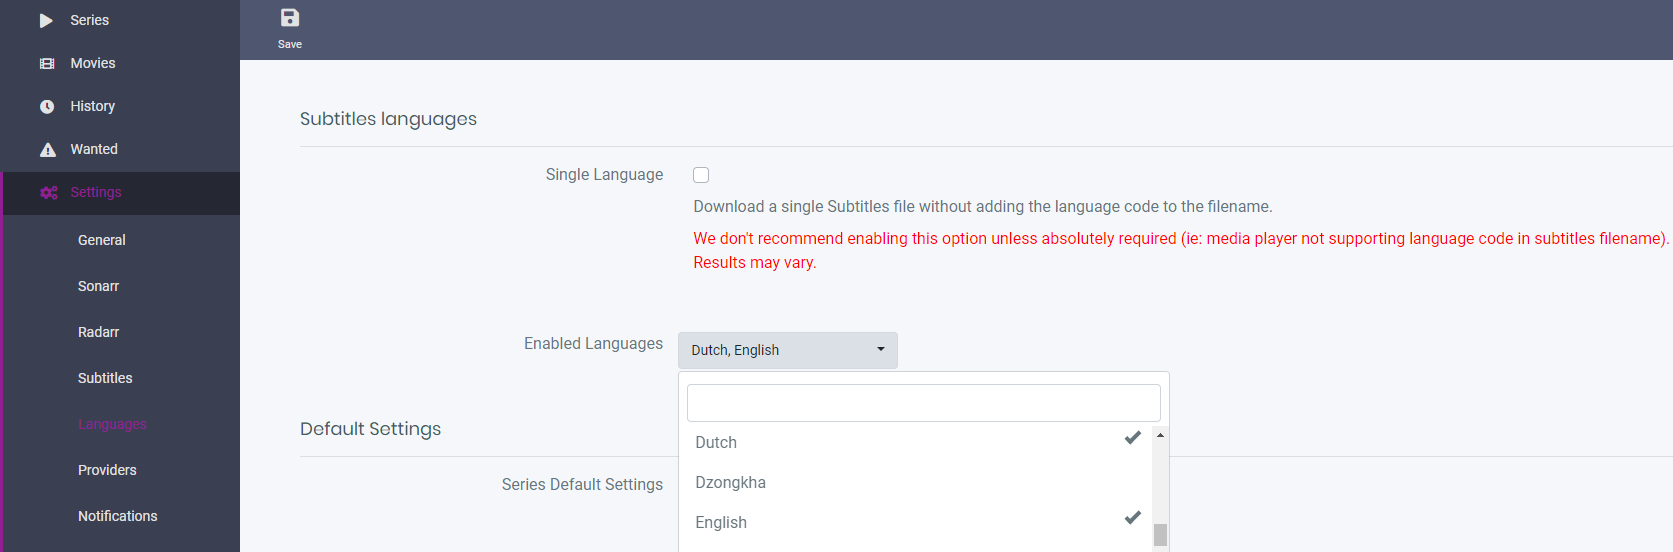 Series
Movies
History
Wanted
Settings
General
Sonarr
Radarr
Subtitles
Languages
Providers
Notifications
Save
Subtitles languages
Single Language
Download a single Subtitles file without adding the language code to the filename.
We don't recommend enabling this option unless absolutely required (ie: media player not supporting language code in subtitles filename).
Results may vary.
Enabled Languages
Dutch, English
Dutch
Dzongkha
English
Default Settings
Series Default Settings